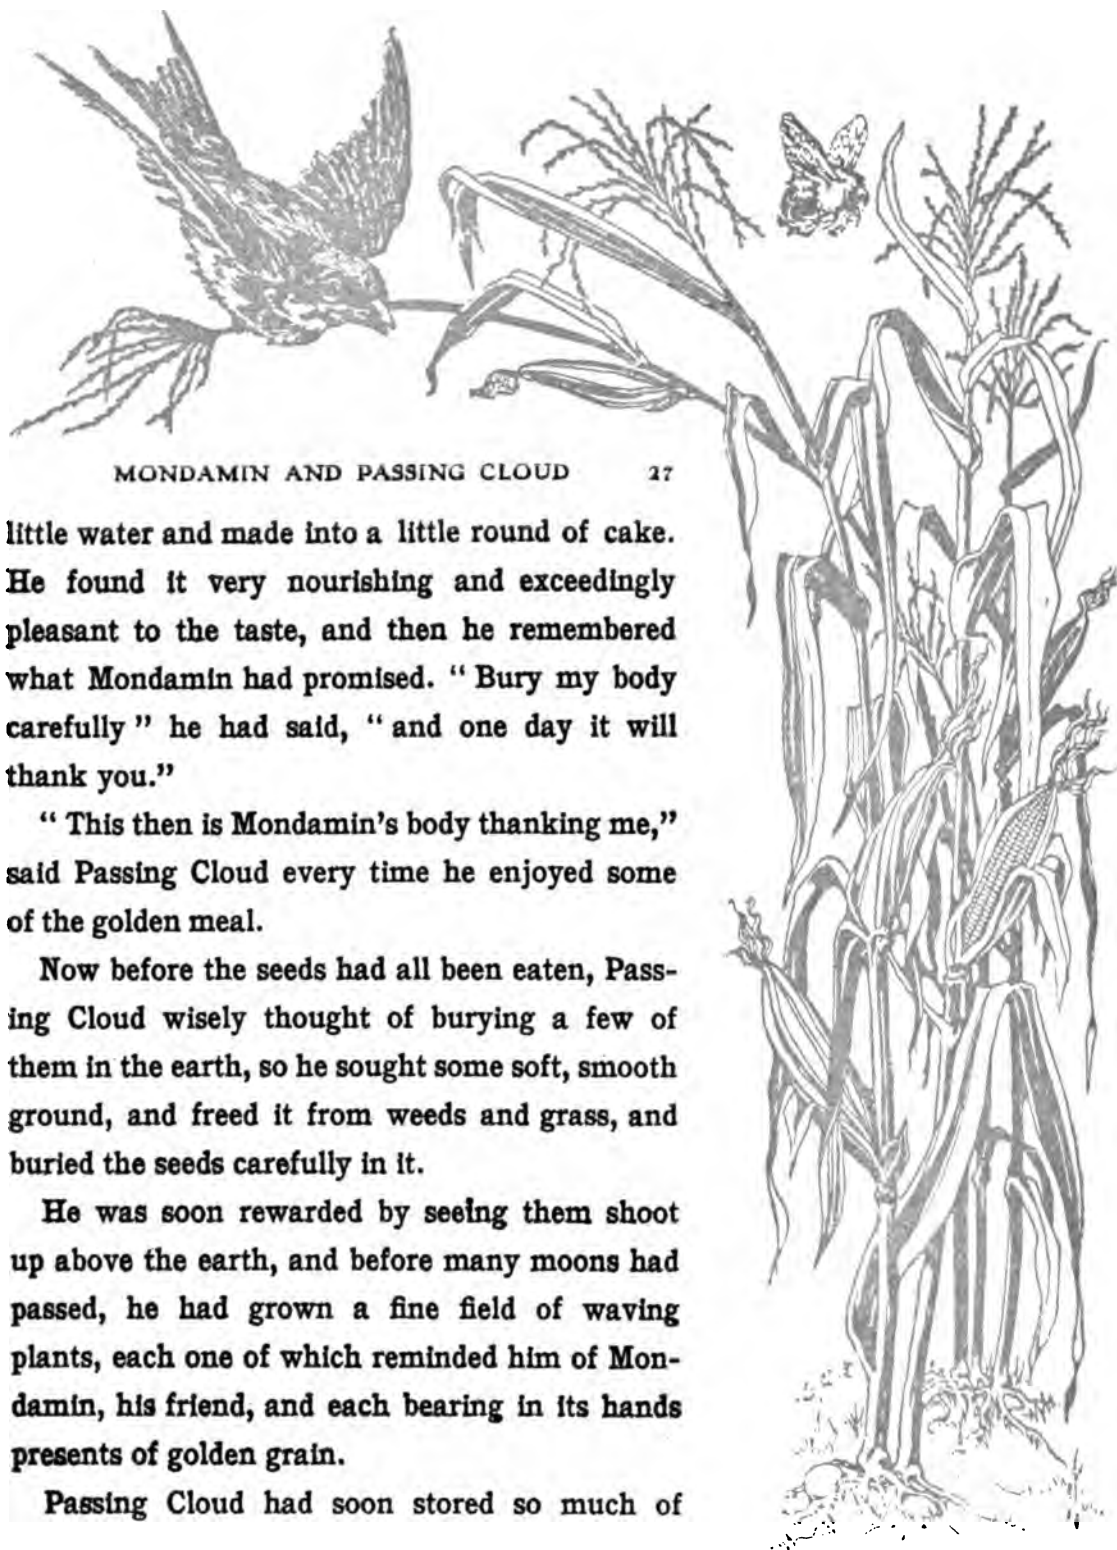 MONDAMIN AND PASSING CLOUD 27
little water and made into a little round of cake.
He found it very nourishing and exceedingly
pleasant to the taste, and then he remembered
what Mondamin had promised. “ Bury my body
carefully ” he had said, “ and one day it will
thank you.”
“ This then is Mondamin's body thanking me,”
said Passing Cloud every time he enjoyed some
of the golden meal.
Now before the seeds had all been eaten, Pass-
ing Cloud wisely thought of burying a few of
them in the earth, so he sought some soft, smooth
ground, and freed it from weeds and grass, and
buried the seeds carefully in it.
He was soon rewarded by seeing them shoot
up above the earth, and before many moons had
passed, he had grown a fine field of waving
plants, each one of which reminded him of Mon-
damin, his friend, and each bearing in its hands
presents of golden grain.
Passing Cloud had soon stored so much of